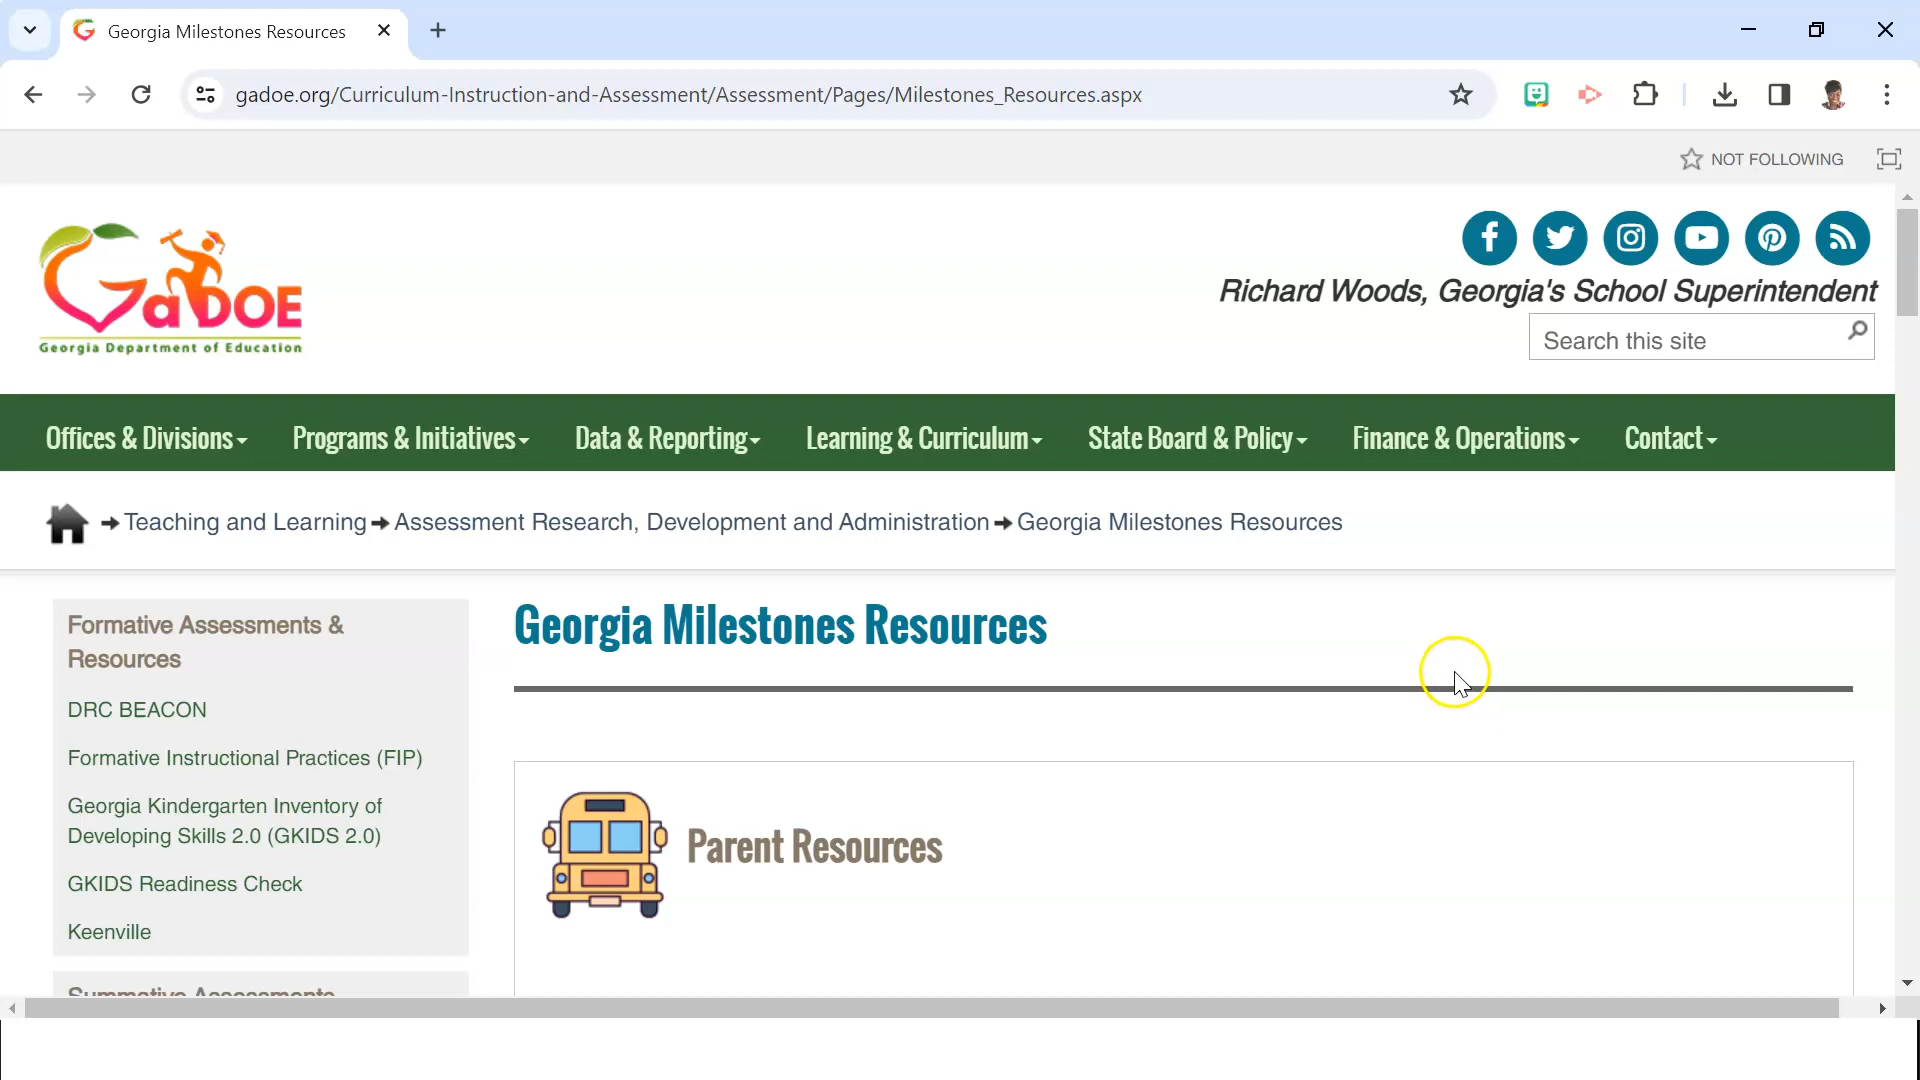 Georgia Milestones Resources
gadoe.org/Curriculum-Instruction-and-Assessment/Assessment/Pages/Milestones_Resources.aspx
NOT FOLLOWING
GaDOE
Georgia Department of Education
Richard Woods, Georgia's School Superintendent
Search this site
Offices & Divisions Programs & Initiatives Data & Reporting Learning & Curriculum State Board & Policy Finance & Operations Contact
Teaching and Learning Assessment Research, Development and Administration Georgia Milestones Resources
Formative Assessments &
Resources
DRC BEACON
Formative Instructional Practices (FIP)
Georgia Kindergarten Inventory of
Developing Skills 2.0 (GKIDS 2.0)
GKIDS Readiness Check
Keenville
Summative Assessments
Georgia Milestones Resources
Parent Resources